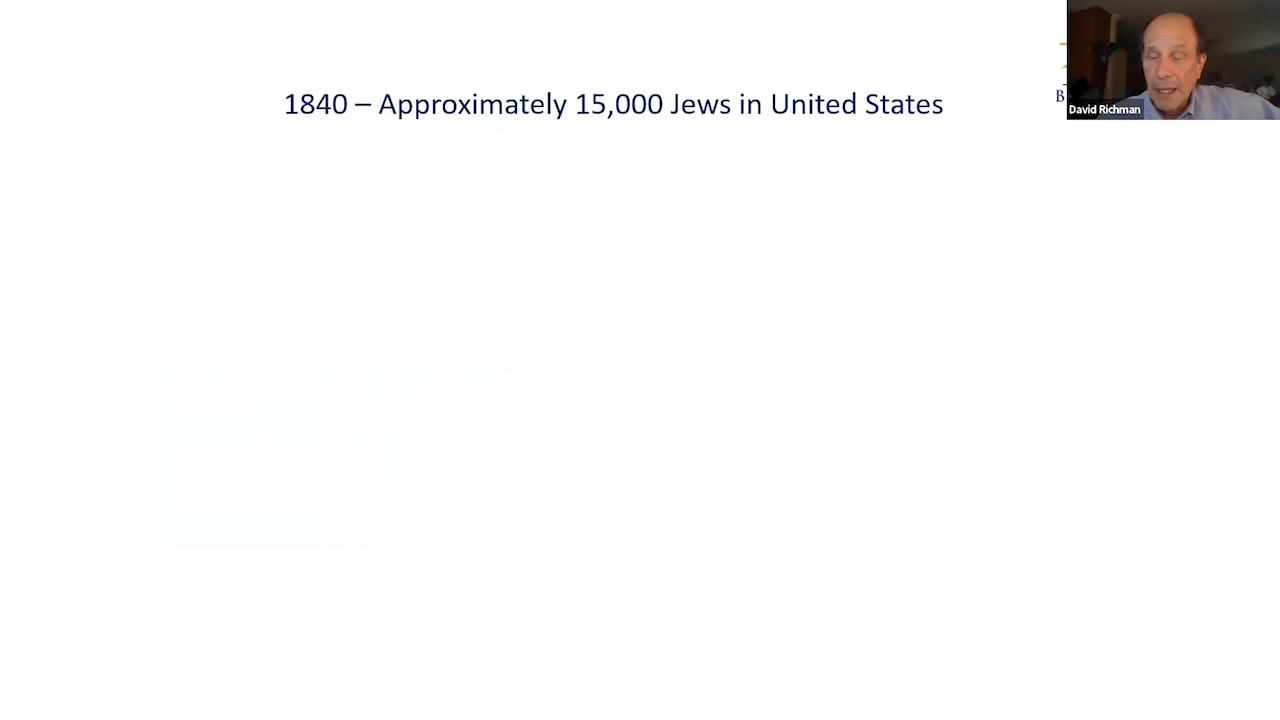 1840 – Approximately 15,000 Jews in United States
B
David Richman